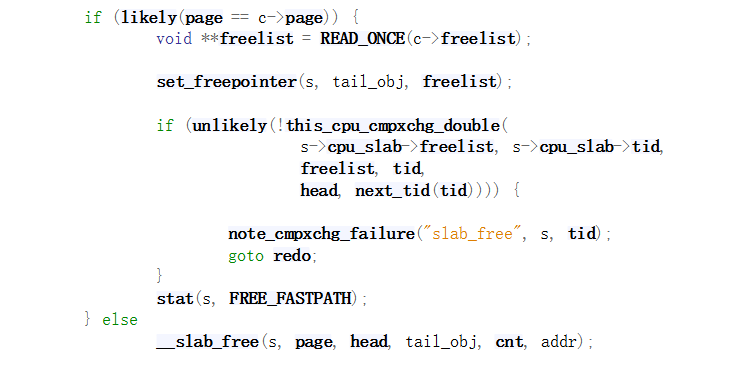 if (likely(page == c->page)) {
void **freelist = READ_ONCE(c->freelist);
set_freepointer(s, tail_obj, freelist);
if (unlikely(!this_cpu_cmpxchg_double(
s->cpu_slab->freelist, s->cpu_slab->tid,
freelist, tid,
head, next_tid(tid)))) {
note_cmpxchg_failure("slab_free", s, tid);
goto redo;
}
stat(s, FREE_FASTPATH);
} else
__slab_free(s, page, head, tail_obj, cnt, addr);